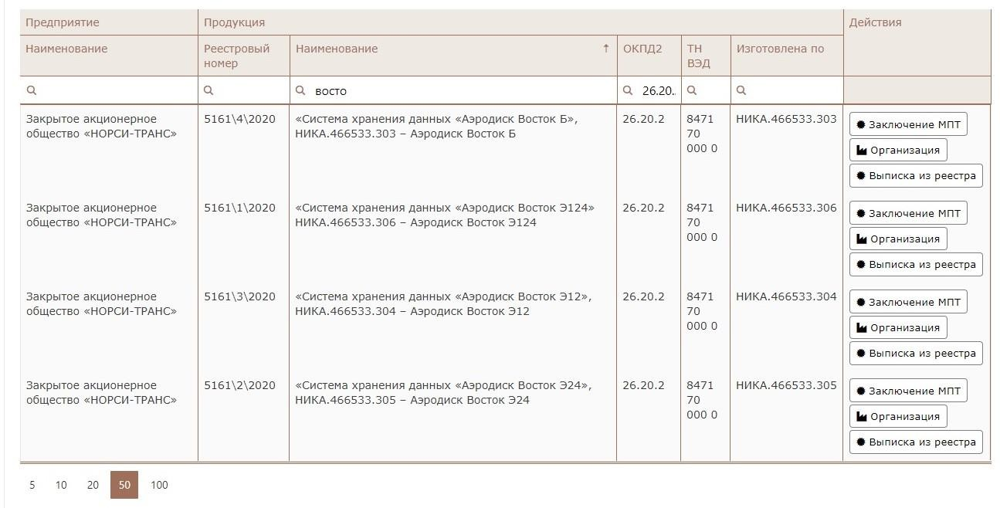 Предприятие Продукция Действия
Наименование Реестровый номер Наименование ↑ ОКПД2 ТН ВЭД Изготовлена по
восто 26.20..
Закрытое акционерное общество «НОРСИ-ТРАНС»
5161\4\2020
«Система хранения данных «Аэродиск Восток Б»,
НИКА.466533.303 – Аэродиск Восток Б
26.20.2
8471
70
000 0
НИКА.466533.303
Заключение МПТ
Организация
Выписка из реестра
Закрытое акционерное
общество «НОРСИ-ТРАНС»
5161\1\2020
«Система хранения данных «Аэродиск Восток Э124»
НИКА.466533.306 – Аэродиск Восток Э124
26.20.2
8471
70
000 0
НИКА.466533.306
Заключение МПТ
Организация
Выписка из реестра
Закрытое акционерное
общество «НОРСИ-ТРАНС»
5161\3\2020
«Система хранения данных «Аэродиск Восток Э12»,
НИКА.466533.304 – Аэродиск Восток Э12
26.20.2
8471
70
000 0
НИКА.466533.304
Заключение МПТ
Организация
Выписка из реестра
Закрытое акционерное
общество «НОРСИ-ТРАНС»
5161\2\2020
«Система хранения данных «Аэродиск Восток Э24»,
НИКА.466533.305 – Аэродиск Восток Э24
26.20.2
8471
70
000 0
НИКА.466533.305
Заключение МПТ
Организация
Выписка из реестра
5 10 20 50 100